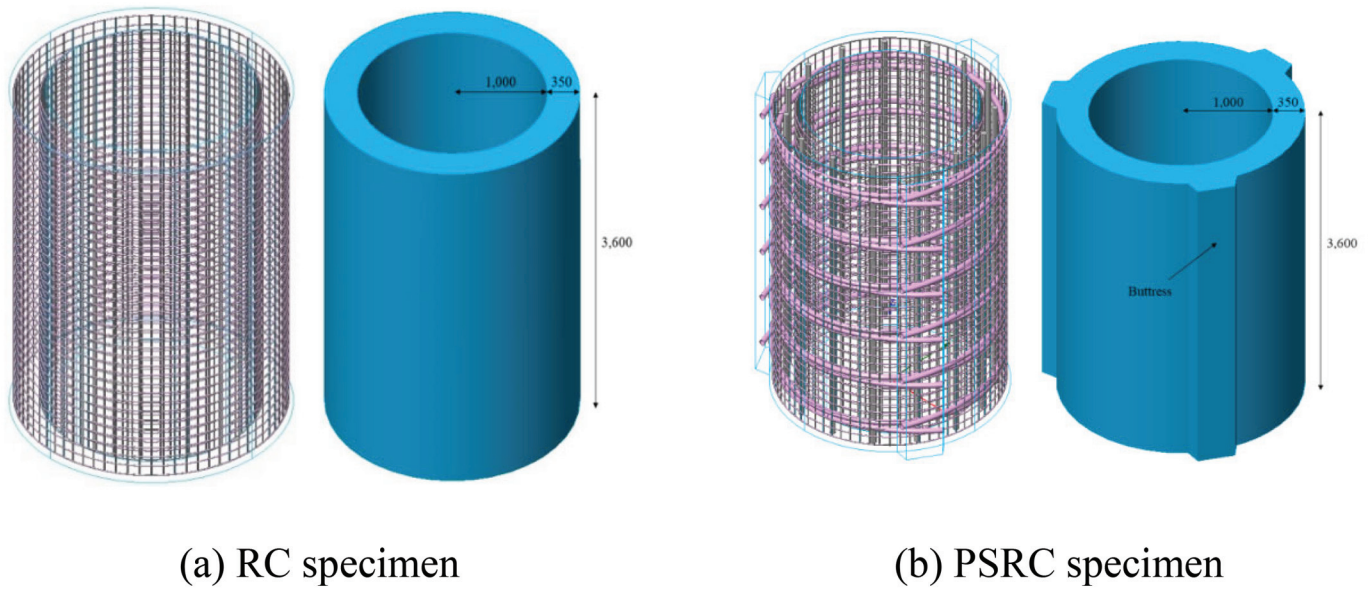 1,000
350
3,600
1,000
350
3,600
Buttress
(a) RC specimen
(b) PSRC specimen